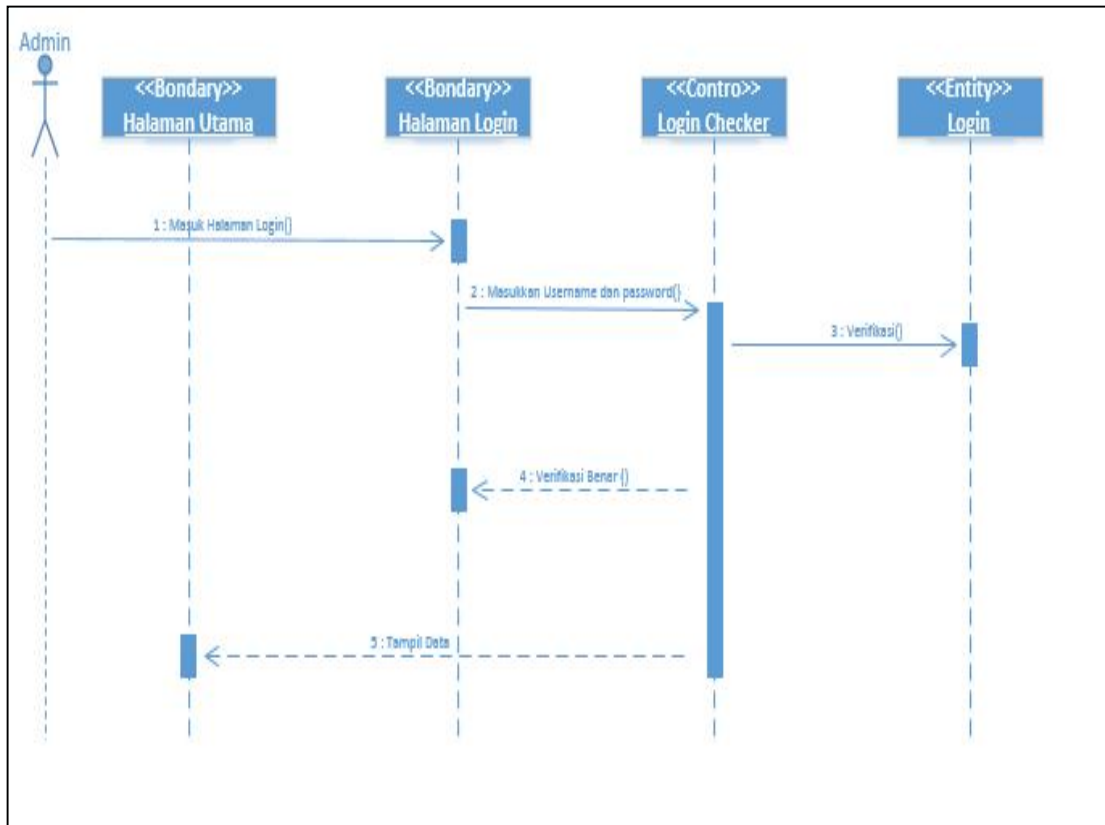 Admin
<<Bondary>>
Halaman Utama
<<Bondary>>
Halaman Login
<<Contro>>
Login Checker
<<Entity>>
Login
1 : Masuk Halaman Login()
2 : Masukkan Username dan password()
3 : Verifikasi()
4 : Verifikasi Benar ()
5 : Tampil Data